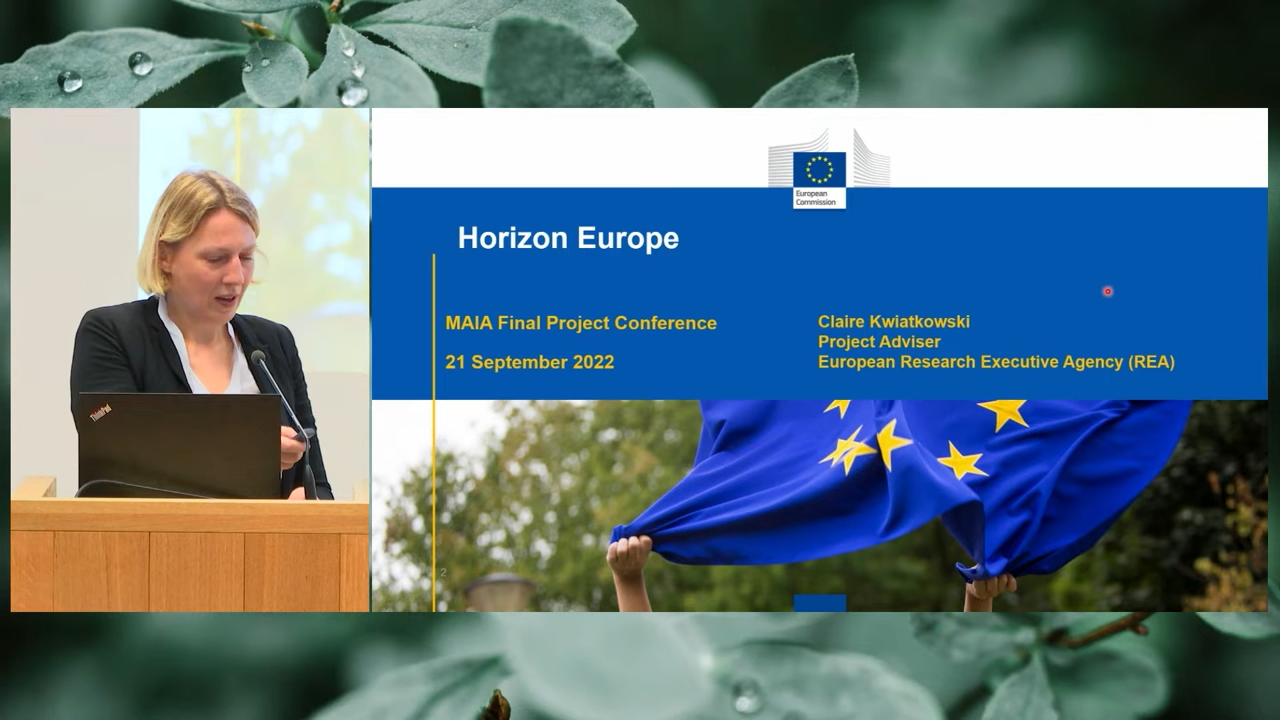 ThinkPad
European
Commission
Horizon Europe
MAIA Final Project Conference
21 September 2022
Claire Kwiatkowski
Project Adviser
European Research Executive Agency (REA)
2